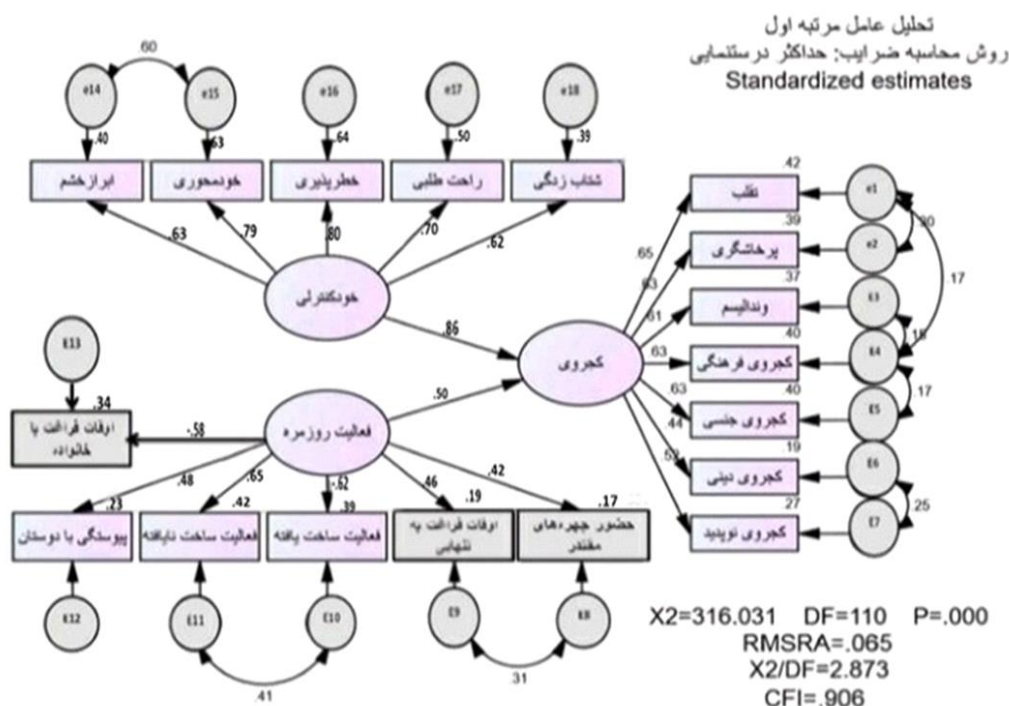 تحلیل عامل مرتبه اول
روش محاسبه ضرایب: حداکثر درستنمایی
Standardized estimates
.60
e14
e15
e16
e17
e18
.40
.63
.64
.50
.39
ابرازخشم
خودمحوری
خطرپذیری
راحت طلبی
شتاب زدگی
.63
.79
.80
.70
.62
خودکنترلی
.86
کجروی
.50
فعالیت روزمره
E13
.34
اوقات فراغت با
خانواده
-.58
.48
.65
-.62
.46
.42
.23
.42
.39
.19
.17
پیوستگی با دوستان
فعالیت ساخت نایافته
فعالیت ساخت یافته
اوقات فراغت به
تنهایی
حضور چهره‌های
مقتدر
E12
E11
E10
E9
E8
.41
.31
.65
.63
.61
.63
.63
.44
.42
تقلب
e1
.39
پرخاشگری
e2
.37
وندالیسم
E3
.40
کجروی فرهنگی
E4
.40
کجروی جنسی
E5
.19
کجروی دینی
E6
.27
کجروی نوپدید
E7
.17
.17
.25
X2=316.031 DF=110 P=.000
RMSRA=.065
X2/DF=2.873
CFI=.906